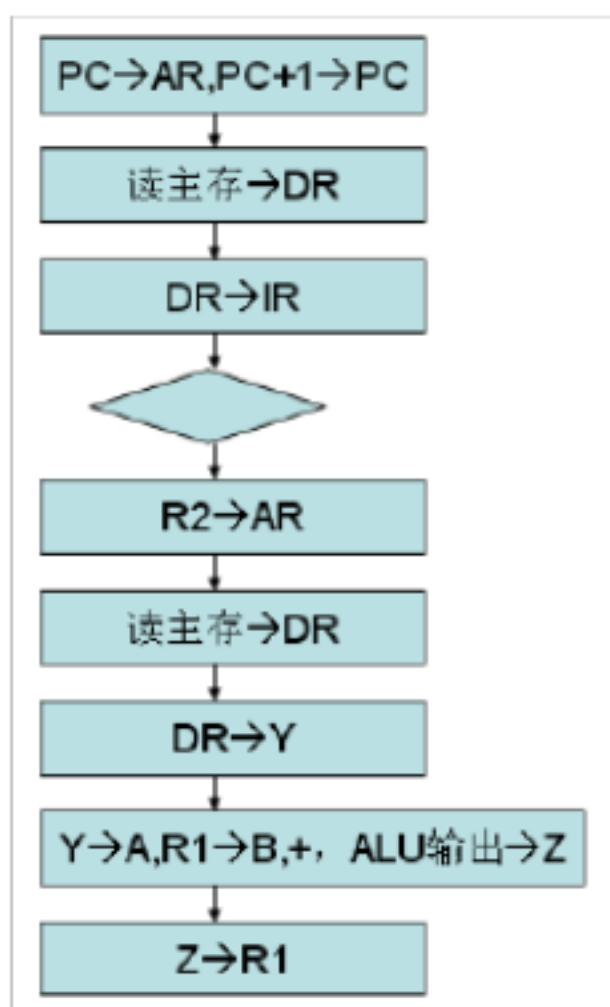 PC→AR,PC+1→PC
读主存→DR
DR→IR
R2→AR
读主存→DR
DR→Y
Y→A,R1→B,+，ALU输出→Z
Z→R1